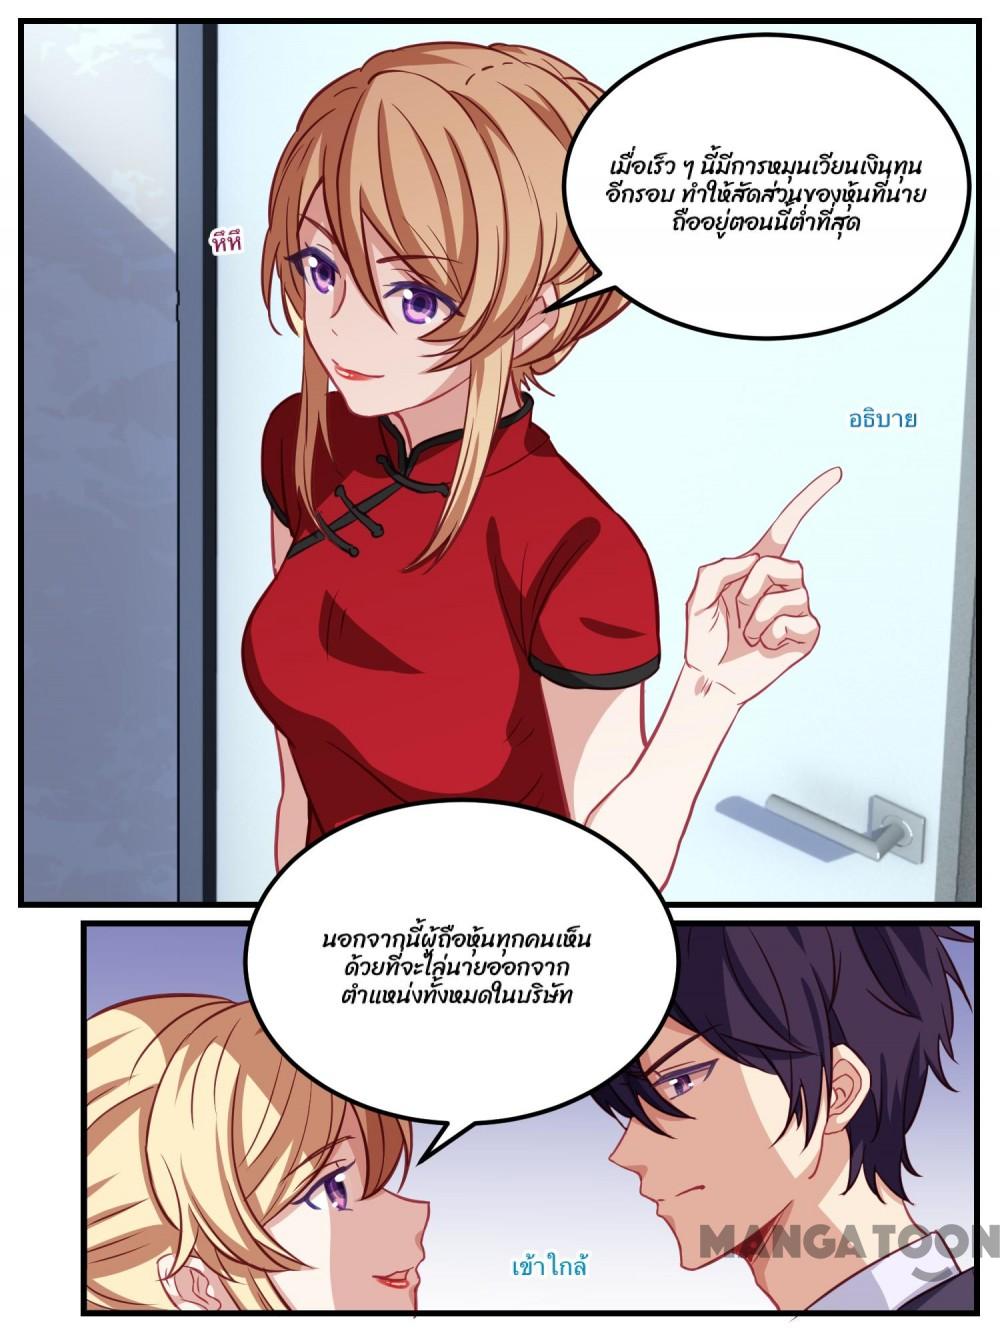 เมื่อเร็ว ๆ นี้มีการหมุนเวียนเงินทุน
อีกรอบ ทำให้สัดส่วนของหุ้นที่นาย
ถืออยู่ตอนนี้ต่ำที่สุด
หึหึ
อธิบาย
นอกจากนี้ผู้ถือหุ้นทุกคนเห็น
ด้วยที่จะไล่นายออกจาก
ตำแหน่งทั้งหมดในบริษัท
เข้าใกล้
MANGATOON